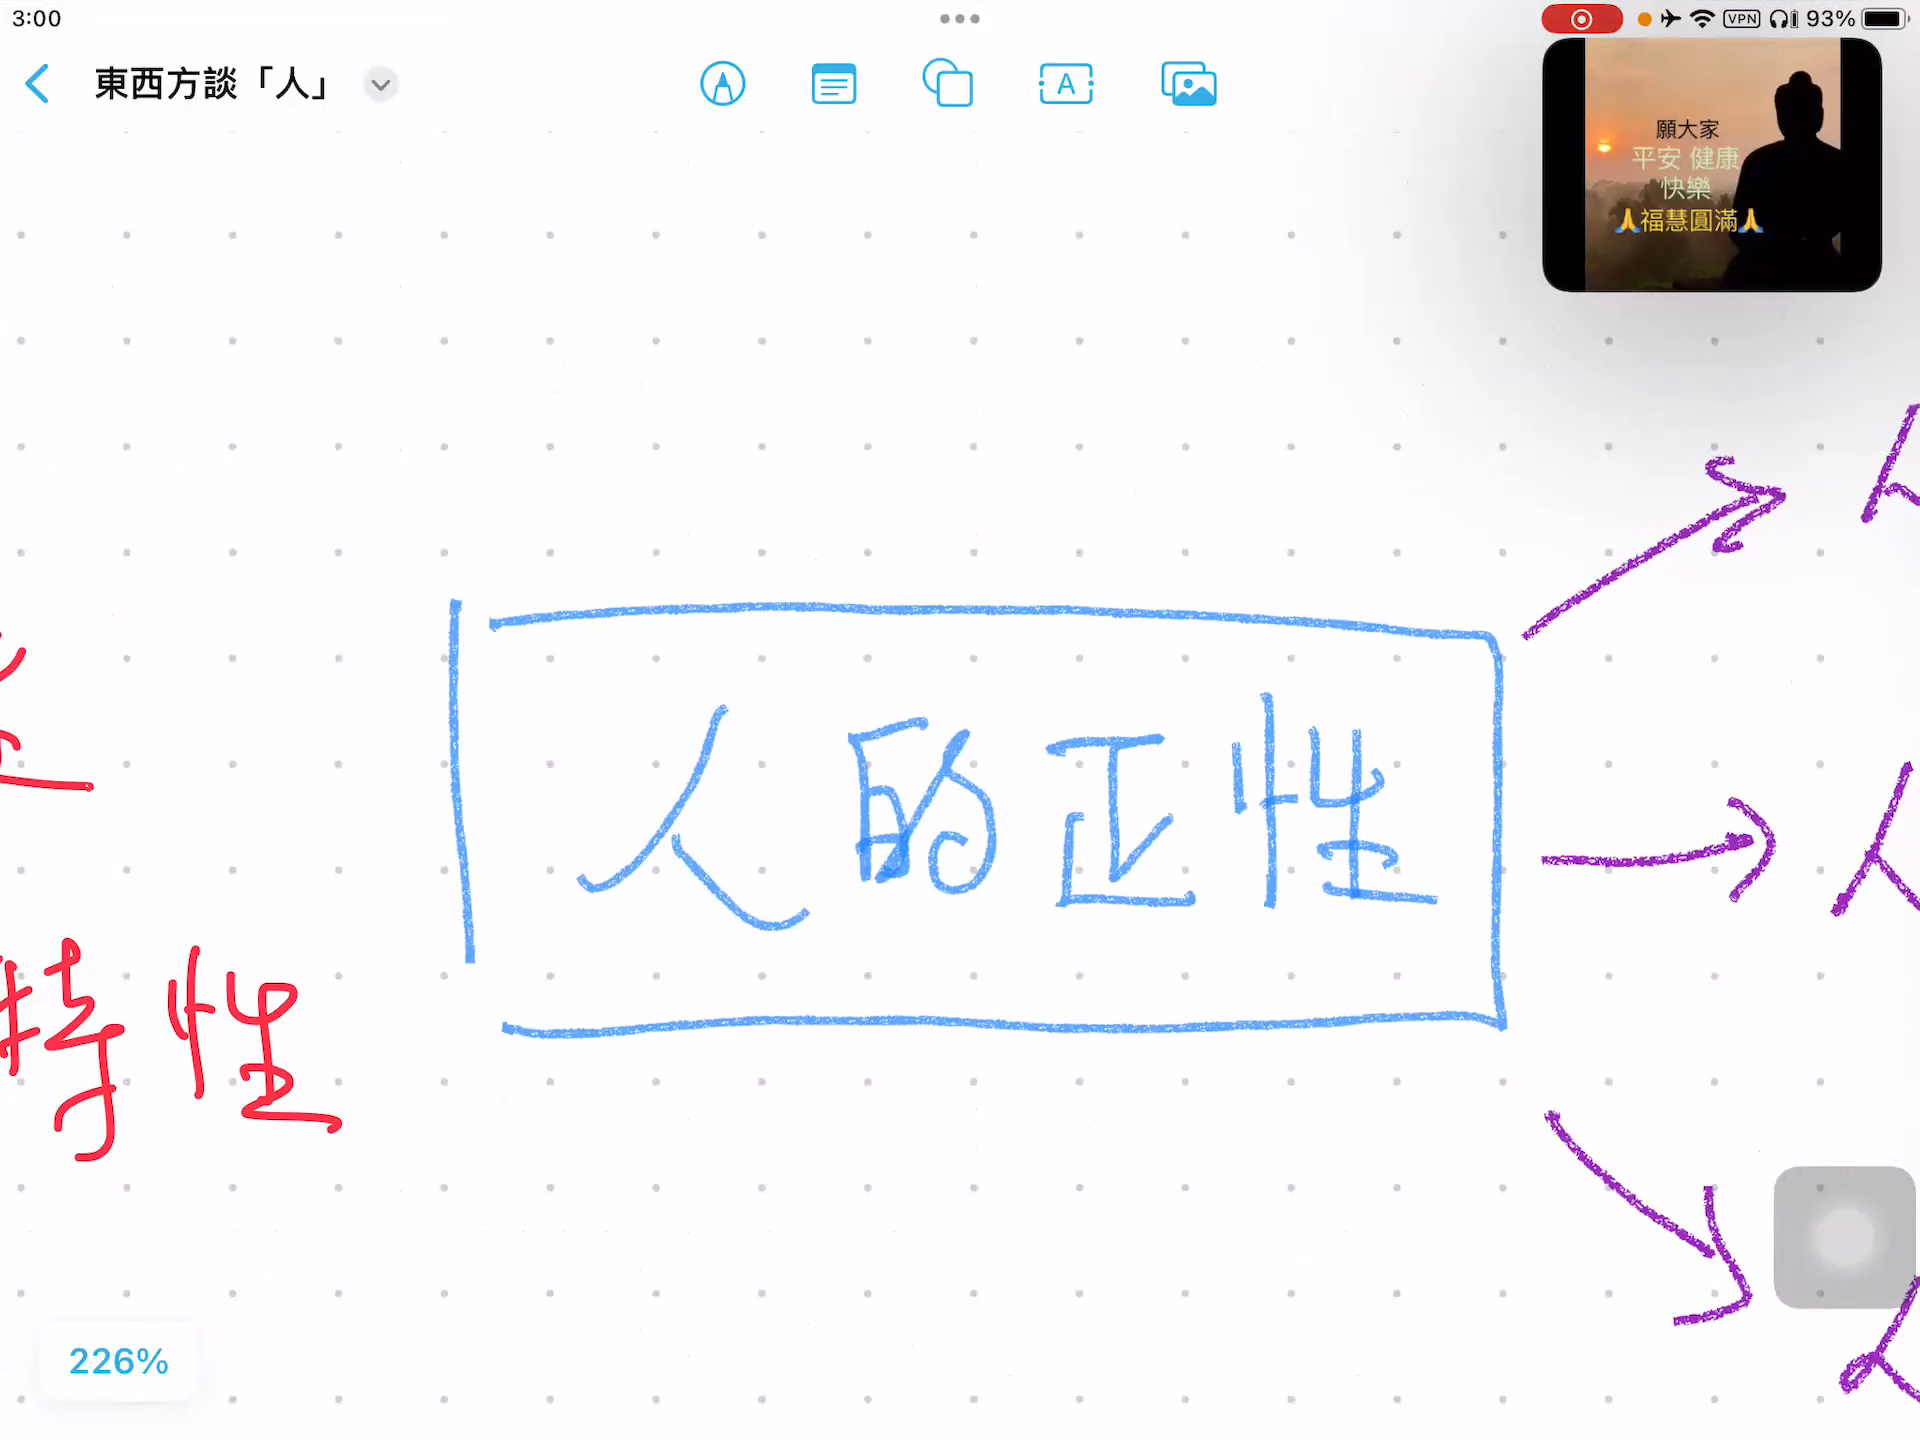 3:00
VPN 93%
東西方談「人」
願大家
平安 健康
快樂
🙏福慧圓滿🙏
人的正性
特性
226%